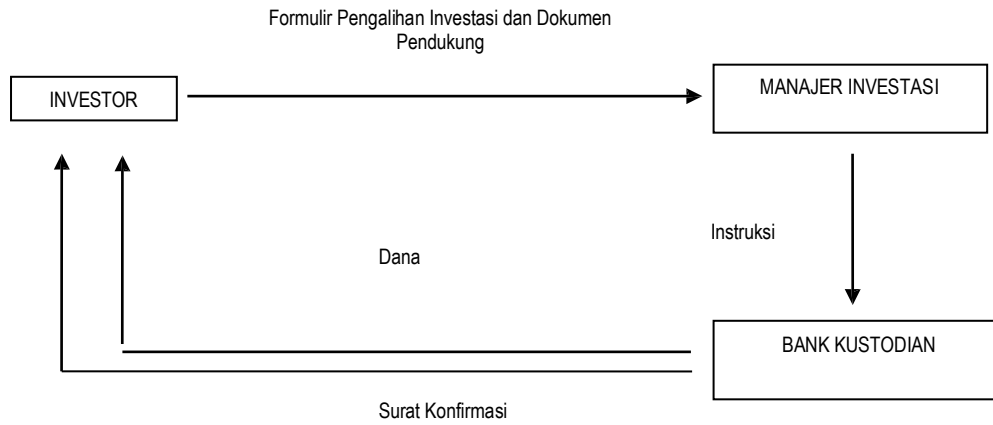 Formulir Pengalihan Investasi dan Dokumen
Pendukung
INVESTOR
MANAJER INVESTASI
Instruksi
Dana
BANK KUSTODIAN
Surat Konfirmasi